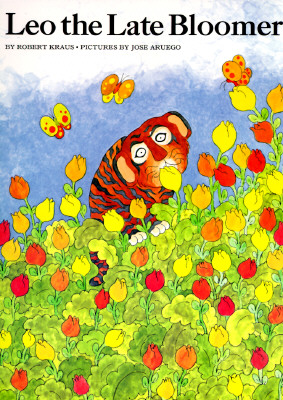 Leo the Late Bloomer
BY ROBERT KRAUS • PICTURES BY JOSE ARUEGO